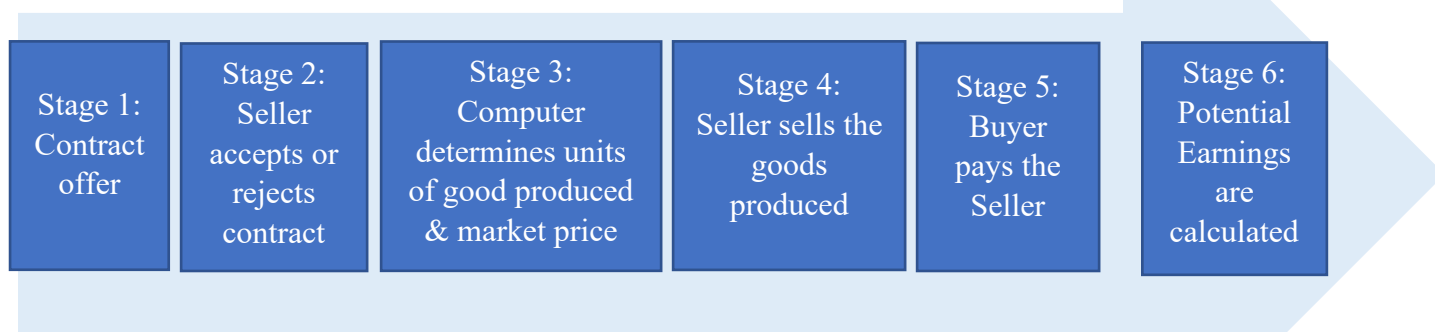 Stage 1:
Contract
offer
Stage 2:
Seller
accepts or
rejects
contract
Stage 3:
Computer
determines units
of good produced
& market price
Stage 4:
Seller sells the
goods
produced
Stage 5:
Buyer
pays the
Seller
Stage 6:
Potential
Earnings
are
calculated